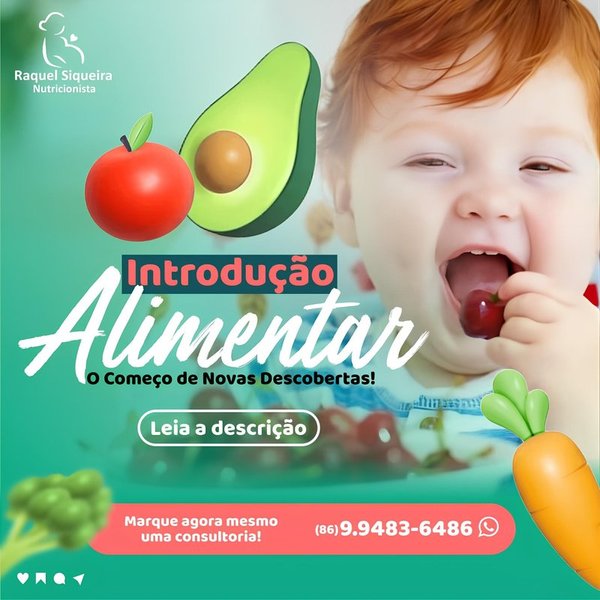 Raquel Siqueira
Nutricionista
Introdução
Alimentar
O Começo de Novas Descobertas!
Leia a descrição
Marque agora mesmo
uma consultoria!
(86)9.9483-6486